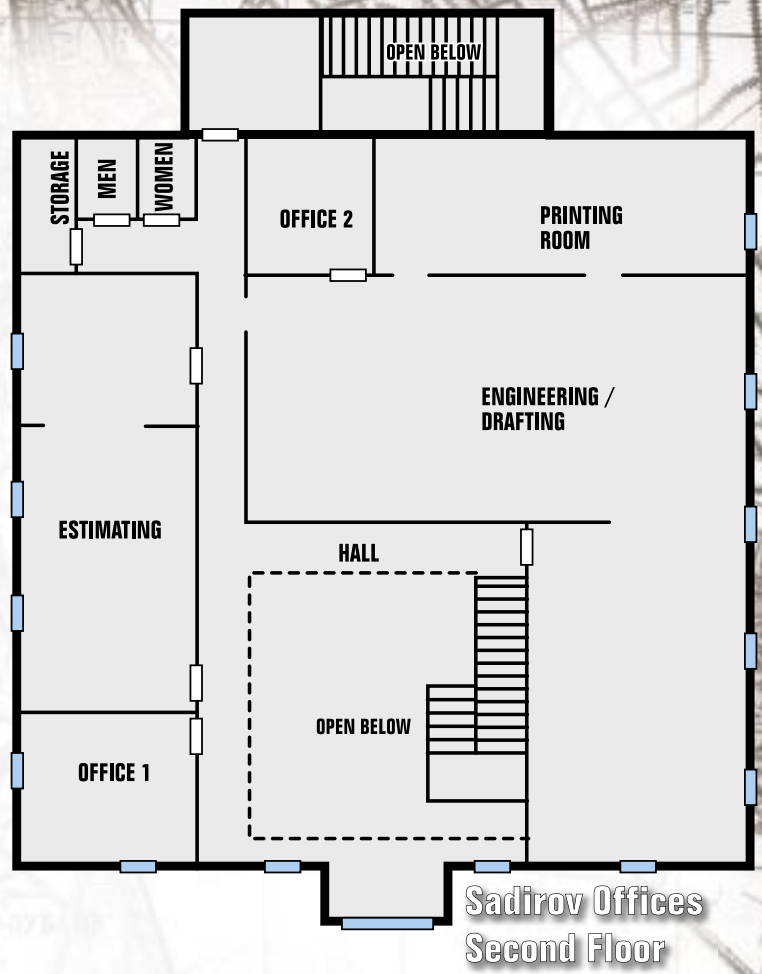 OPEN BELOW
STORAGE
MEN
WOMEN
OFFICE 2
PRINTING
ROOM
ENGINEERING /
DRAFTING
ESTIMATING
HALL
OPEN BELOW
OFFICE 1
Sadirov Offices
Second Floor